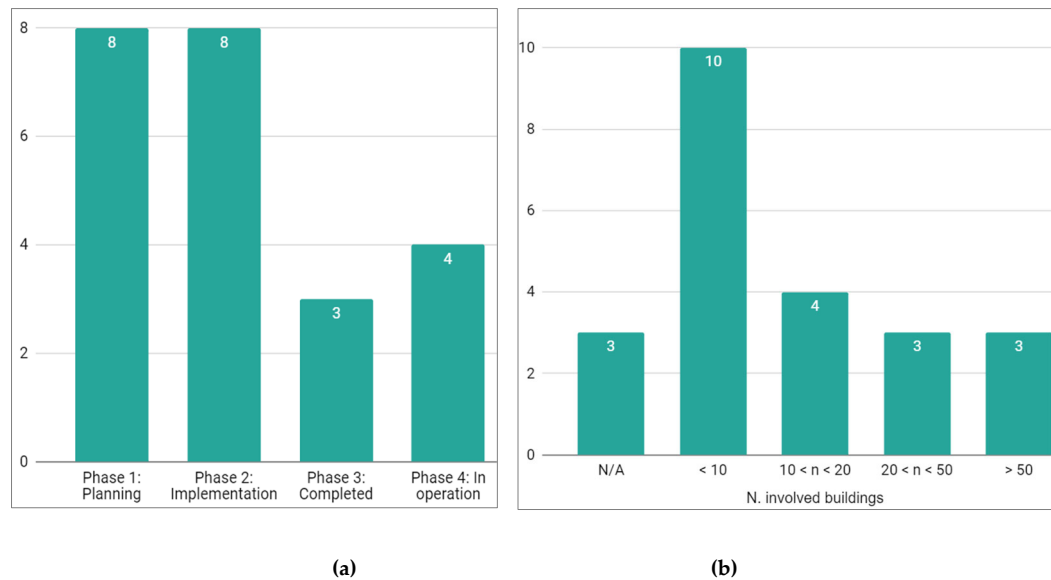 8
6
4
2
0
8
8
3
4
Phase 1:
Planning
Phase 2:
Implementation
Phase 3:
Completed
Phase 4: In
operation
(a)
10
8
6
4
2
0
3
10
4
3
3
N/A
< 10
10 < n < 20
20 < n < 50
> 50
N. involved buildings
(b)